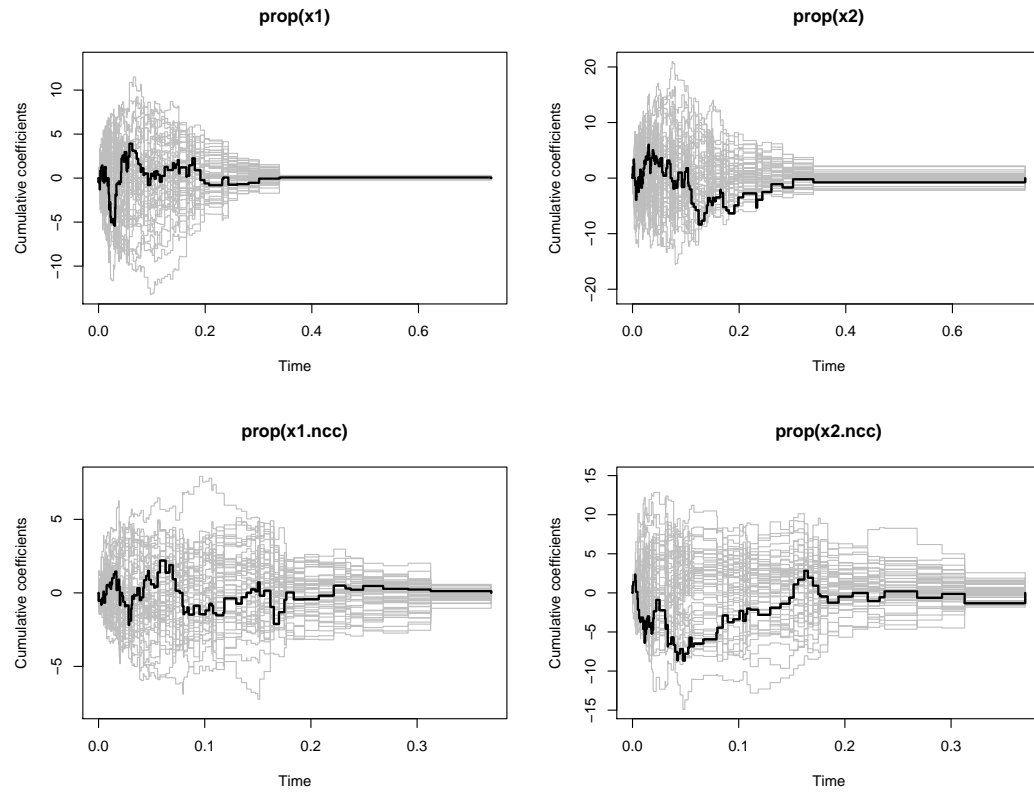 prop(x1)
Cumulative coefficients
10
5
0
−5
−10
0.0 0.2 0.4 0.6
Time
prop(x2)
Cumulative coefficients
20
10
0
−10
−20
0.0 0.2 0.4 0.6
Time
prop(x1.ncc)
Cumulative coefficients
5
0
−5
0.0 0.1 0.2 0.3
Time
prop(x2.ncc)
Cumulative coefficients
15
10
5
0
−5
−10
−15
0.0 0.1 0.2 0.3
Time